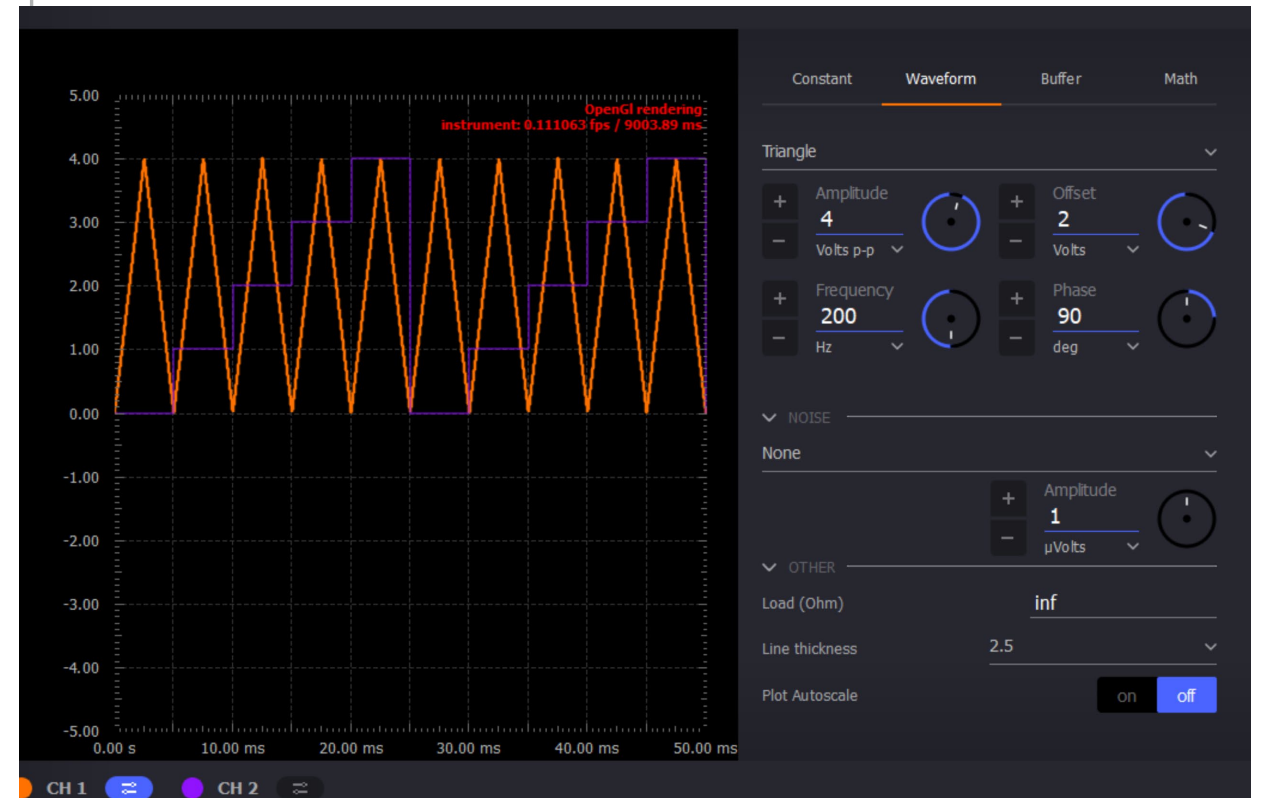 5.00
OpenGl rendering
instrument: 0.111063 fps / 9003.89 ms
4.00
3.00
2.00
1.00
0.00
-1.00
-2.00
-3.00
-4.00
-5.00
0.00 s 10.00 ms 20.00 ms 30.00 ms 40.00 ms 50.00 ms
CH 1 CH 2
Constant Waveform Buffer Math
Triangle
+ Amplitude + Offset
4 2
- Volts p-p - Volts
+ Frequency + Phase
200 90
- Hz - deg
NOISE
None
+ Amplitude
1
- µVolts
OTHER
Load (Ohm) inf
Line thickness 2.5
Plot Autoscale on off